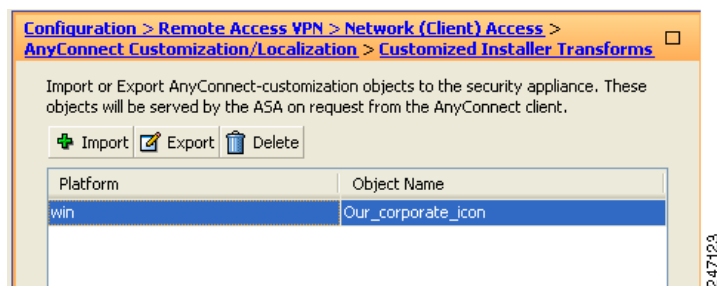 Configuration > Remote Access VPN > Network (Client) Access >
AnyConnect Customization/Localization > Customized Installer Transforms
Import or Export AnyConnect-customization objects to the security appliance. These
objects will be served by the ASA on request from the AnyConnect client.
Import Export Delete
Platform Object Name
win Our_corporate_icon
247123